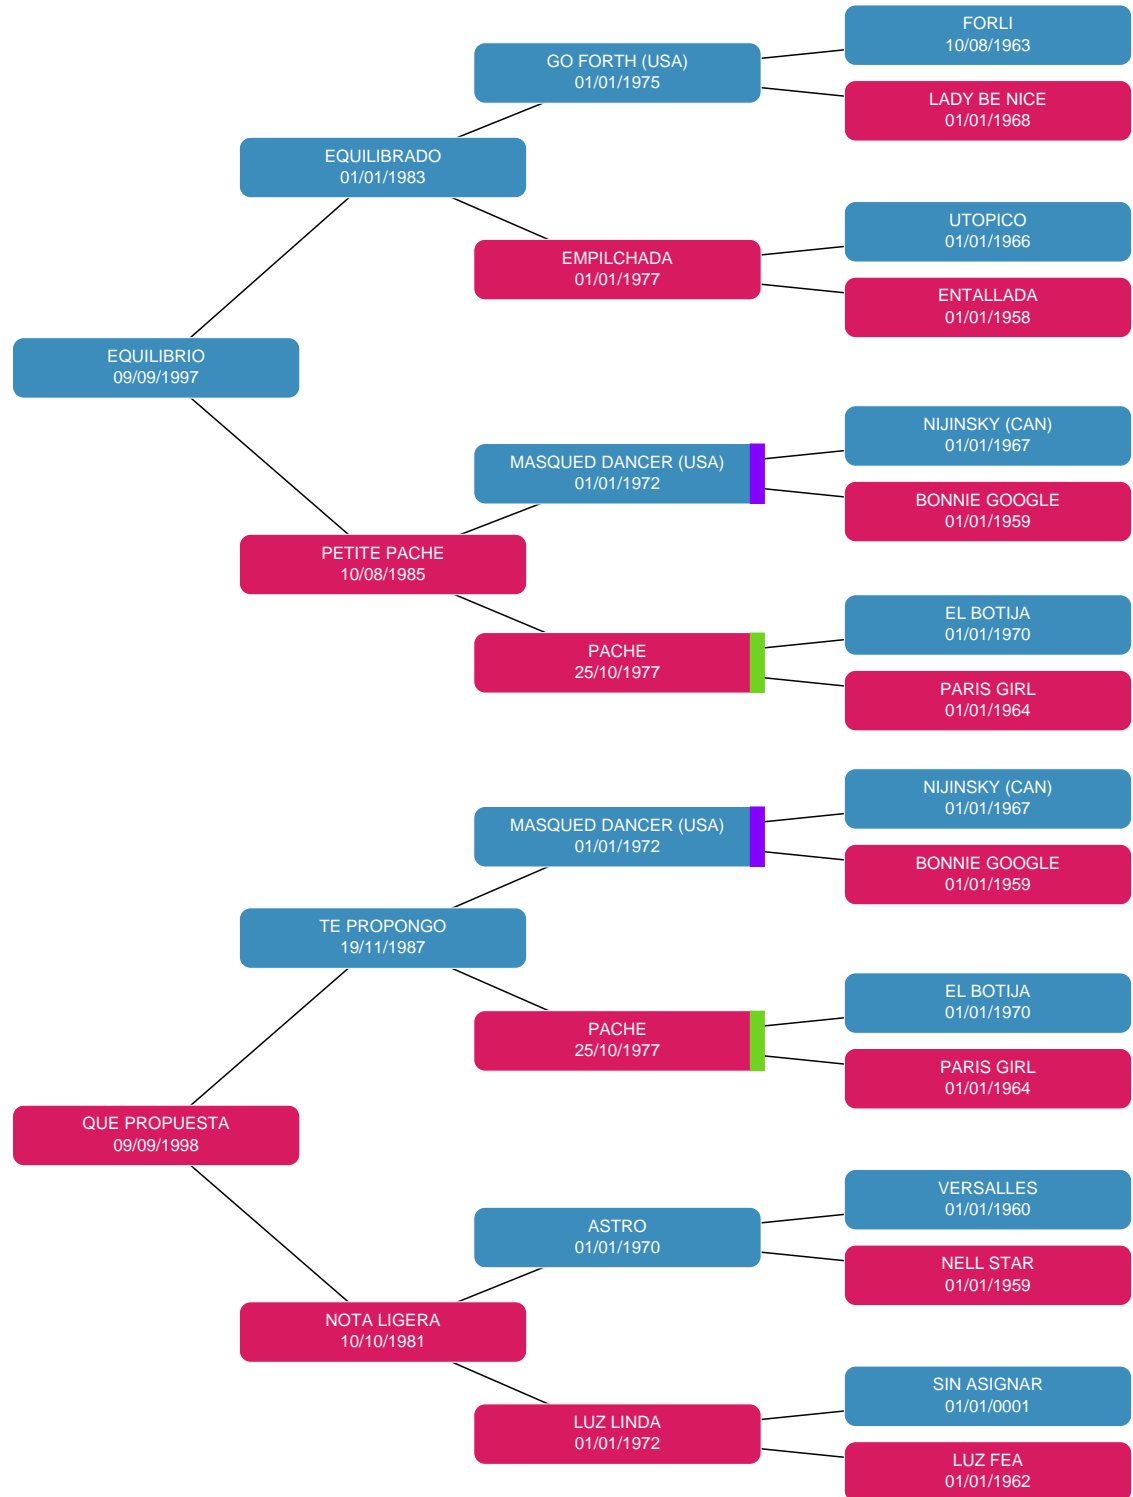 FORLI
10/08/1963
GO FORTH (USA)
01/01/1975
LADY BE NICE
01/01/1968
EQUILIBRADO
01/01/1983
UTOPICO
01/01/1966
EMPILCHADA
01/01/1977
ENTALLADA
01/01/1958
EQUILIBRIO
09/09/1997
NIJINSKY (CAN)
01/01/1967
MASQUED DANCER (USA)
01/01/1972
BONNIE GOOGLE
01/01/1959
PETITE PACHE
10/08/1985
EL BOTIJA
01/01/1970
PACHE
25/10/1977
PARIS GIRL
01/01/1964
NIJINSKY (CAN)
01/01/1967
MASQUED DANCER (USA)
01/01/1972
BONNIE GOOGLE
01/01/1959
TE PROPONGO
19/11/1987
EL BOTIJA
01/01/1970
PACHE
25/10/1977
PARIS GIRL
01/01/1964
QUE PROPUESTA
09/09/1998
VERSALLES
01/01/1960
ASTRO
01/01/1970
NELL STAR
01/01/1959
NOTA LIGERA
10/10/1981
SIN ASIGNAR
01/01/0001
LUZ LINDA
01/01/1972
LUZ FEA
01/01/1962